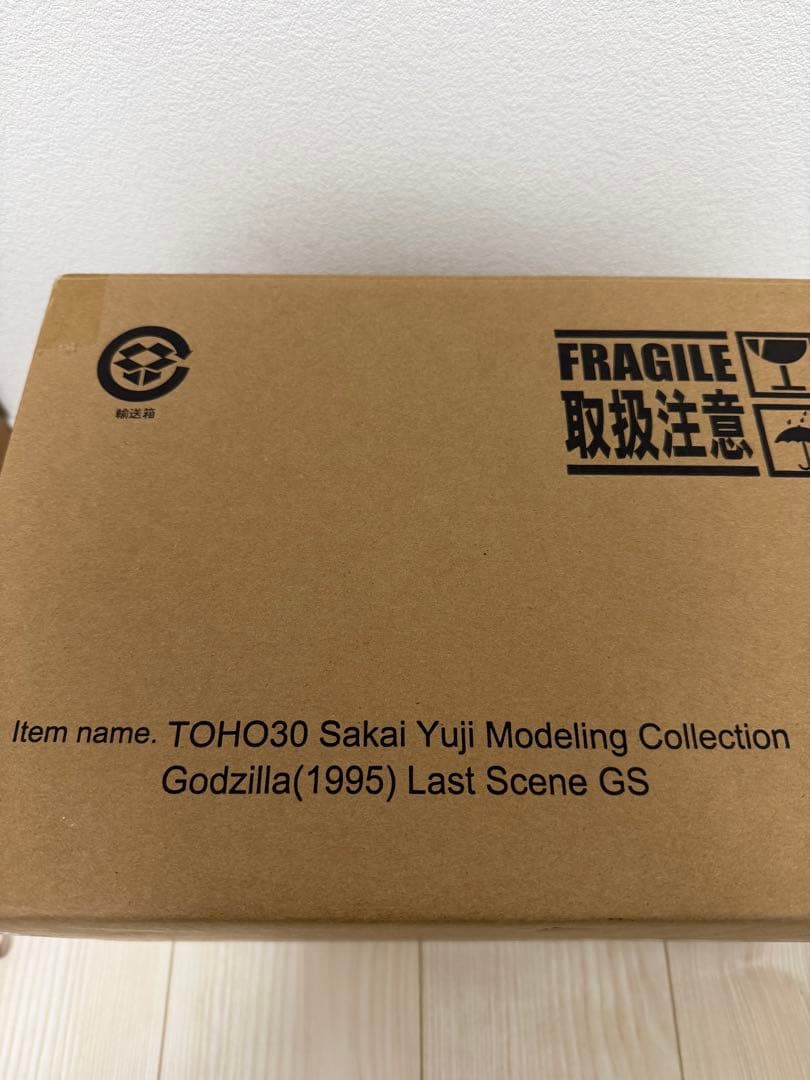 輸送箱
FRAGILE
取扱注意
Item name. TOHO30 Sakai Yuji Modeling Collection
Godzilla(1995) Last Scene GS